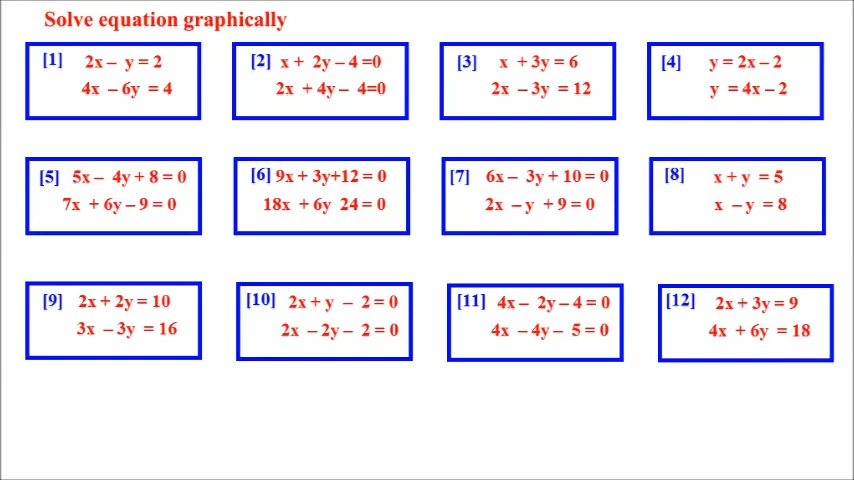 Solve equation graphically
[1] 2x – y = 2
4x – 6y = 4
[2] x + 2y – 4 =0
2x + 4y – 4=0
[3] x + 3y = 6
2x – 3y = 12
[4] y = 2x – 2
y = 4x – 2
[5] 5x – 4y + 8 = 0
7x + 6y – 9 = 0
[6] 9x + 3y+12 = 0
18x + 6y 24 = 0
[7] 6x – 3y + 10 = 0
2x – y + 9 = 0
[8] x + y = 5
x – y = 8
[9] 2x + 2y = 10
3x – 3y = 16
[10] 2x + y – 2 = 0
2x – 2y – 2 = 0
[11] 4x – 2y – 4 = 0
4x – 4y – 5 = 0
[12] 2x + 3y = 9
4x + 6y = 18